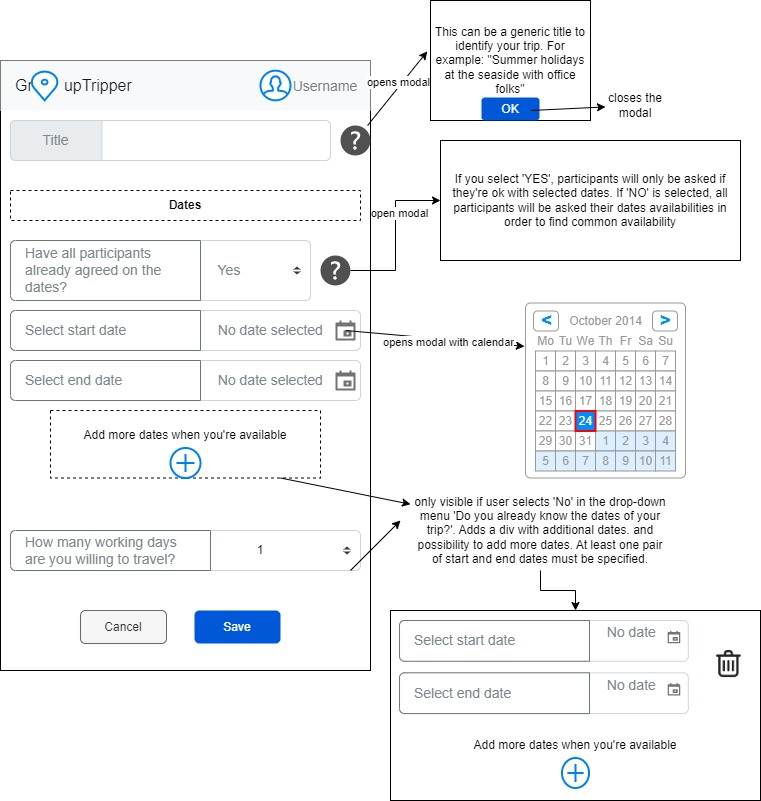 This can be a generic title to
identify your trip. For
example: "Summer holidays
at the seaside with office
folks"
OK
closes the
modal
Gr upTripper
Username
opens modal
Title
?
If you select 'YES', participants will only be asked if
they're ok with selected dates. If 'NO' is selected, all
participants will be asked their dates availabilities in
order to find common availability
Dates
open modal
Have all participants
already agreed on the
dates?
Yes
?
Select start date
No date selected
opens modal with calendar
< October 2014 >
Mo Tu We Th Fr Sa Su
1 2 3 4 5 6 7
8 9 10 11 12 13 14
15 16 17 18 19 20 21
22 23 24 25 26 27 28
29 30 31 1 2 3 4
5 6 7 8 9 10 11
Select end date
No date selected
Add more dates when you're available
only visible if user selects 'No' in the drop-down
menu 'Do you already know the dates of your
trip?'. Adds a div with additional dates. and
possibility to add more dates. At least one pair
of start and end dates must be specified.
How many working days
are you willing to travel?
1
Cancel
Save
Select start date
No date
Select end date
No date
Add more dates when you're available